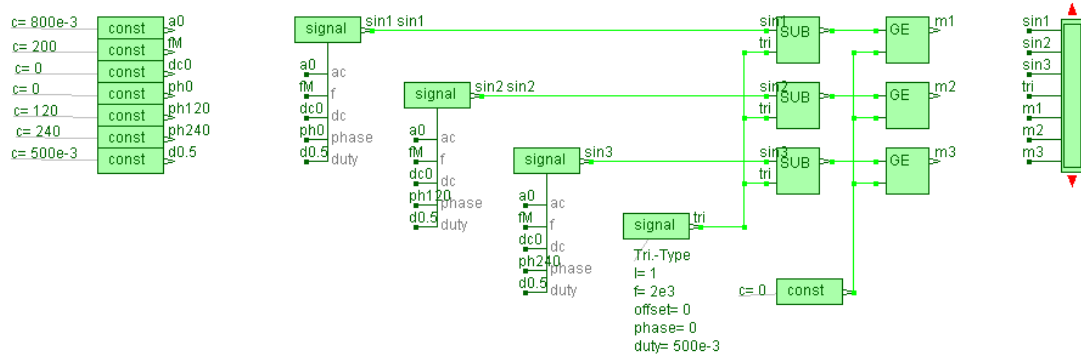 c= 800e-3 const a0
c= 200 const fM
c= 0 const dc0
c= 0 const ph0
c= 120 const ph120
c= 240 const ph240
c= 500e-3 const d0.5
signal sin1 sin1
a0 ac
fM f
dc0 dc
ph0 phase
d0.5 duty
signal sin2 sin2
a0 ac
fM f
dc0 dc
ph120 phase
d0.5 duty
signal sin3
a0 ac
fM f
dc0 dc
ph240 phase
d0.5 duty
signal tri
Tri.-Type
I= 1
f= 2e3
offset= 0
phase= 0
duty= 500e-3
sin1 SUB GE m1
tri
sin2 SUB GE m2
tri
sin3 SUB GE m3
tri
c= 0 const
sin1
sin2
sin3
tri
m1
m2
m3